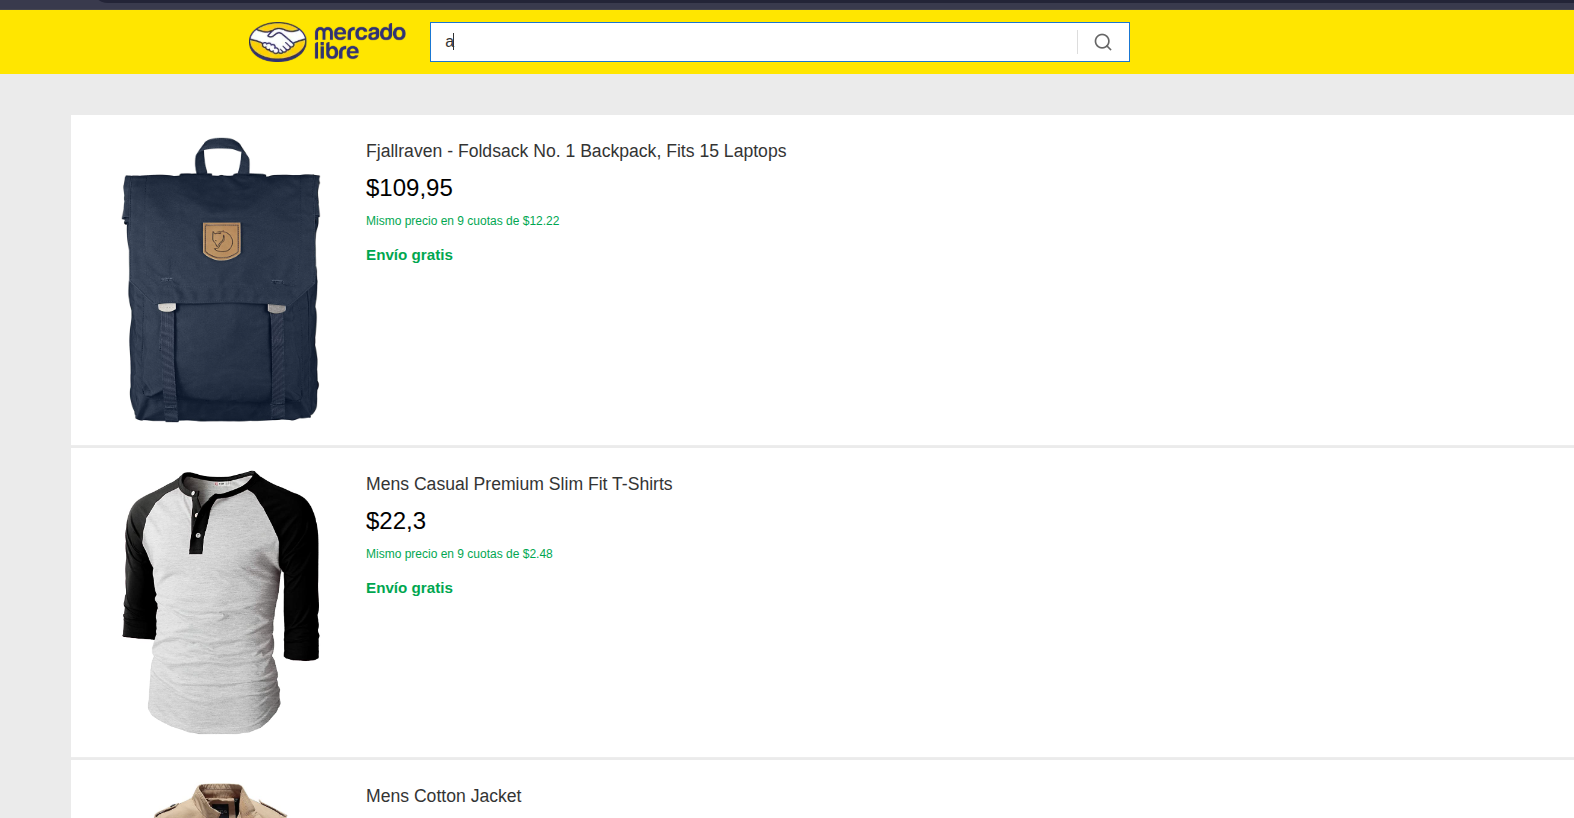 mercado
libre
a
Fjallraven - Foldsack No. 1 Backpack, Fits 15 Laptops
$109,95
Mismo precio en 9 cuotas de $12.22
Envío gratis
Mens Casual Premium Slim Fit T-Shirts
$22,3
Mismo precio en 9 cuotas de $2.48
Envío gratis
Mens Cotton Jacket